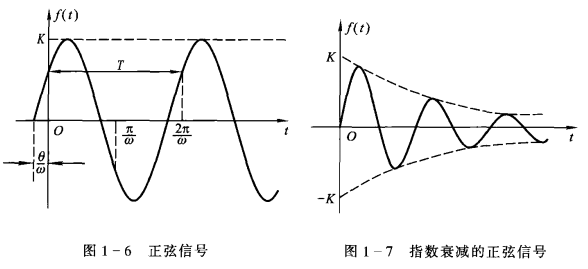 f(t)
K
T
θ/ω
O
π/ω
2π/ω
t
图 1-6 正弦信号
f(t)
K
O
t
-K
图 1-7 指数衰减的正弦信号